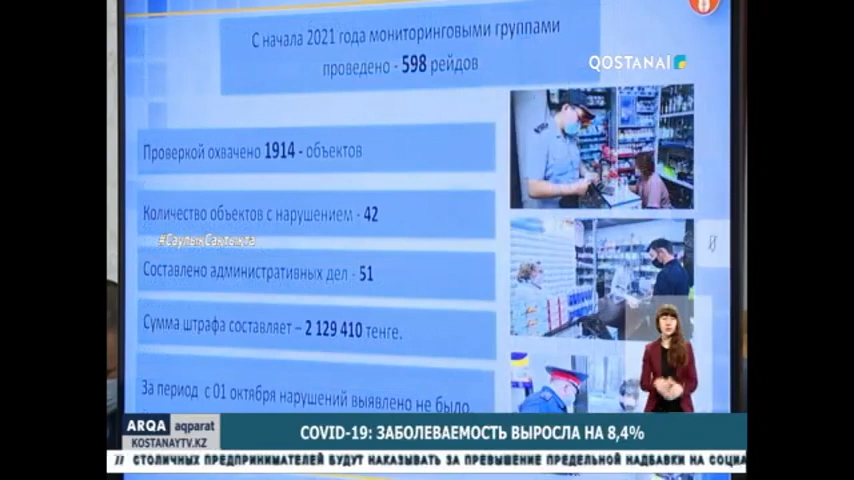 С начала 2021 года мониторинговыми группами
проведено - 598 рейдов
QOSTANAI
Проверкой охвачено 1914 - объектов
Количество объектов с нарушением - 42
#СаулықСақтықта
Составлено административных дел - 51
Сумма штрафа составляет – 2 129 410 тенге.
За период с 01 октября нарушений выявлено не было
ARQA aqparat
KOSTANAYTV.KZ
COVID-19: ЗАБОЛЕВАЕМОСТЬ ВЫРОСЛА НА 8,4%
// СТОЛИЧНЫХ ПРЕДПРИНИМАТЕЛЕЙ БУДУТ НАКАЗЫВАТЬ ЗА ПРЕВЫШЕНИЕ ПРЕДЕЛЬНОЙ НАДБАВКИ НА СОЦИА